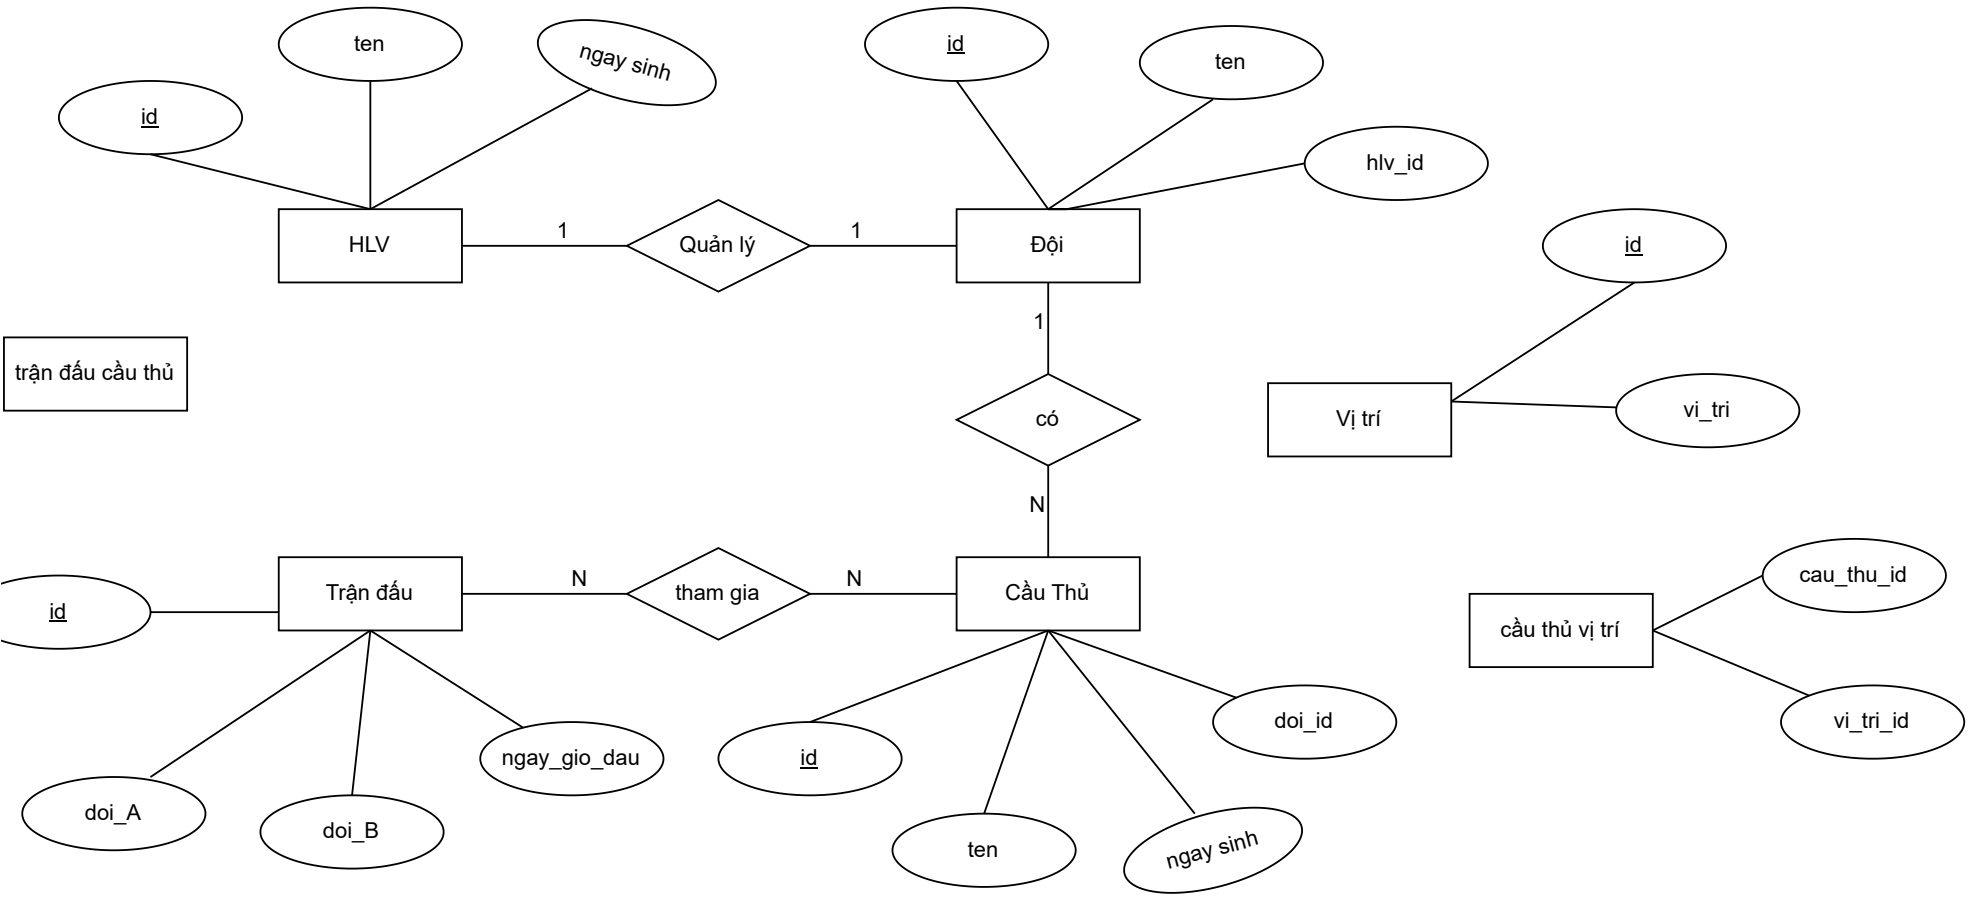 ten
ngay sinh
id
ten
id
hlv_id
id
HLV
1
Quản lý
1
Đội
1
trận đấu cầu thủ
có
Vị trí
vi_tri
N
Trận đấu
N
tham gia
N
Cầu Thủ
id
cau_thu_id
cầu thủ vị trí
vi_tri_id
doi_id
ngay_gio_dau
id
doi_A
doi_B
ten
ngay sinh